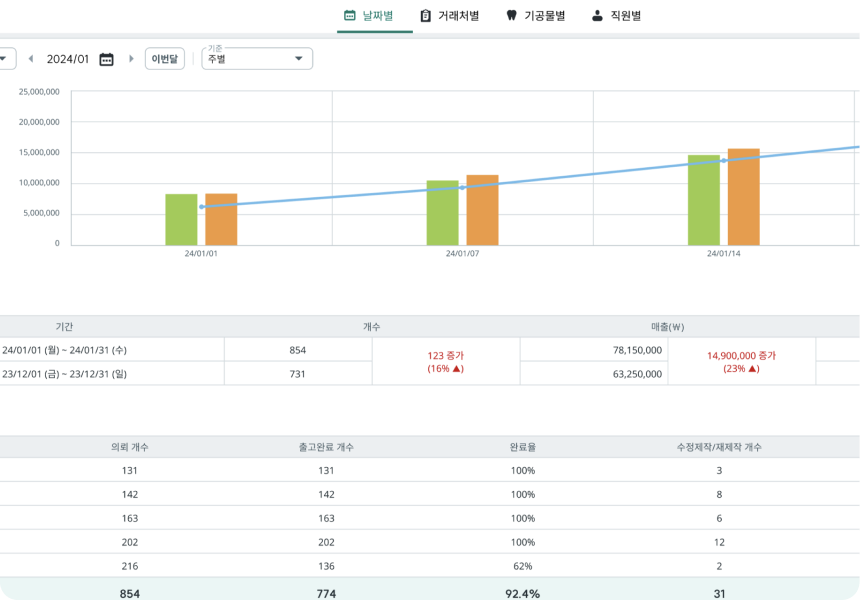 날짜별 거래처별 기공물별 직원별
2024/01 이번달 기준 주별
25,000,000
20,000,000
15,000,000
10,000,000
5,000,000
0
24/01/01 24/01/07 24/01/14
기간 개수 매출(₩)
24/01/01 (월) ~ 24/01/31 (수) 854 78,150,000
123 증가 14,900,000 증가
(16% ▲) (23% ▲)
23/12/01 (금) ~ 23/12/31 (일) 731 63,250,000
의뢰 개수 출고완료 개수 완료율 수정제작/재제작 개수
131 131 100% 3
142 142 100% 8
163 163 100% 6
202 202 100% 12
216 136 62% 2
854 774 92.4% 31